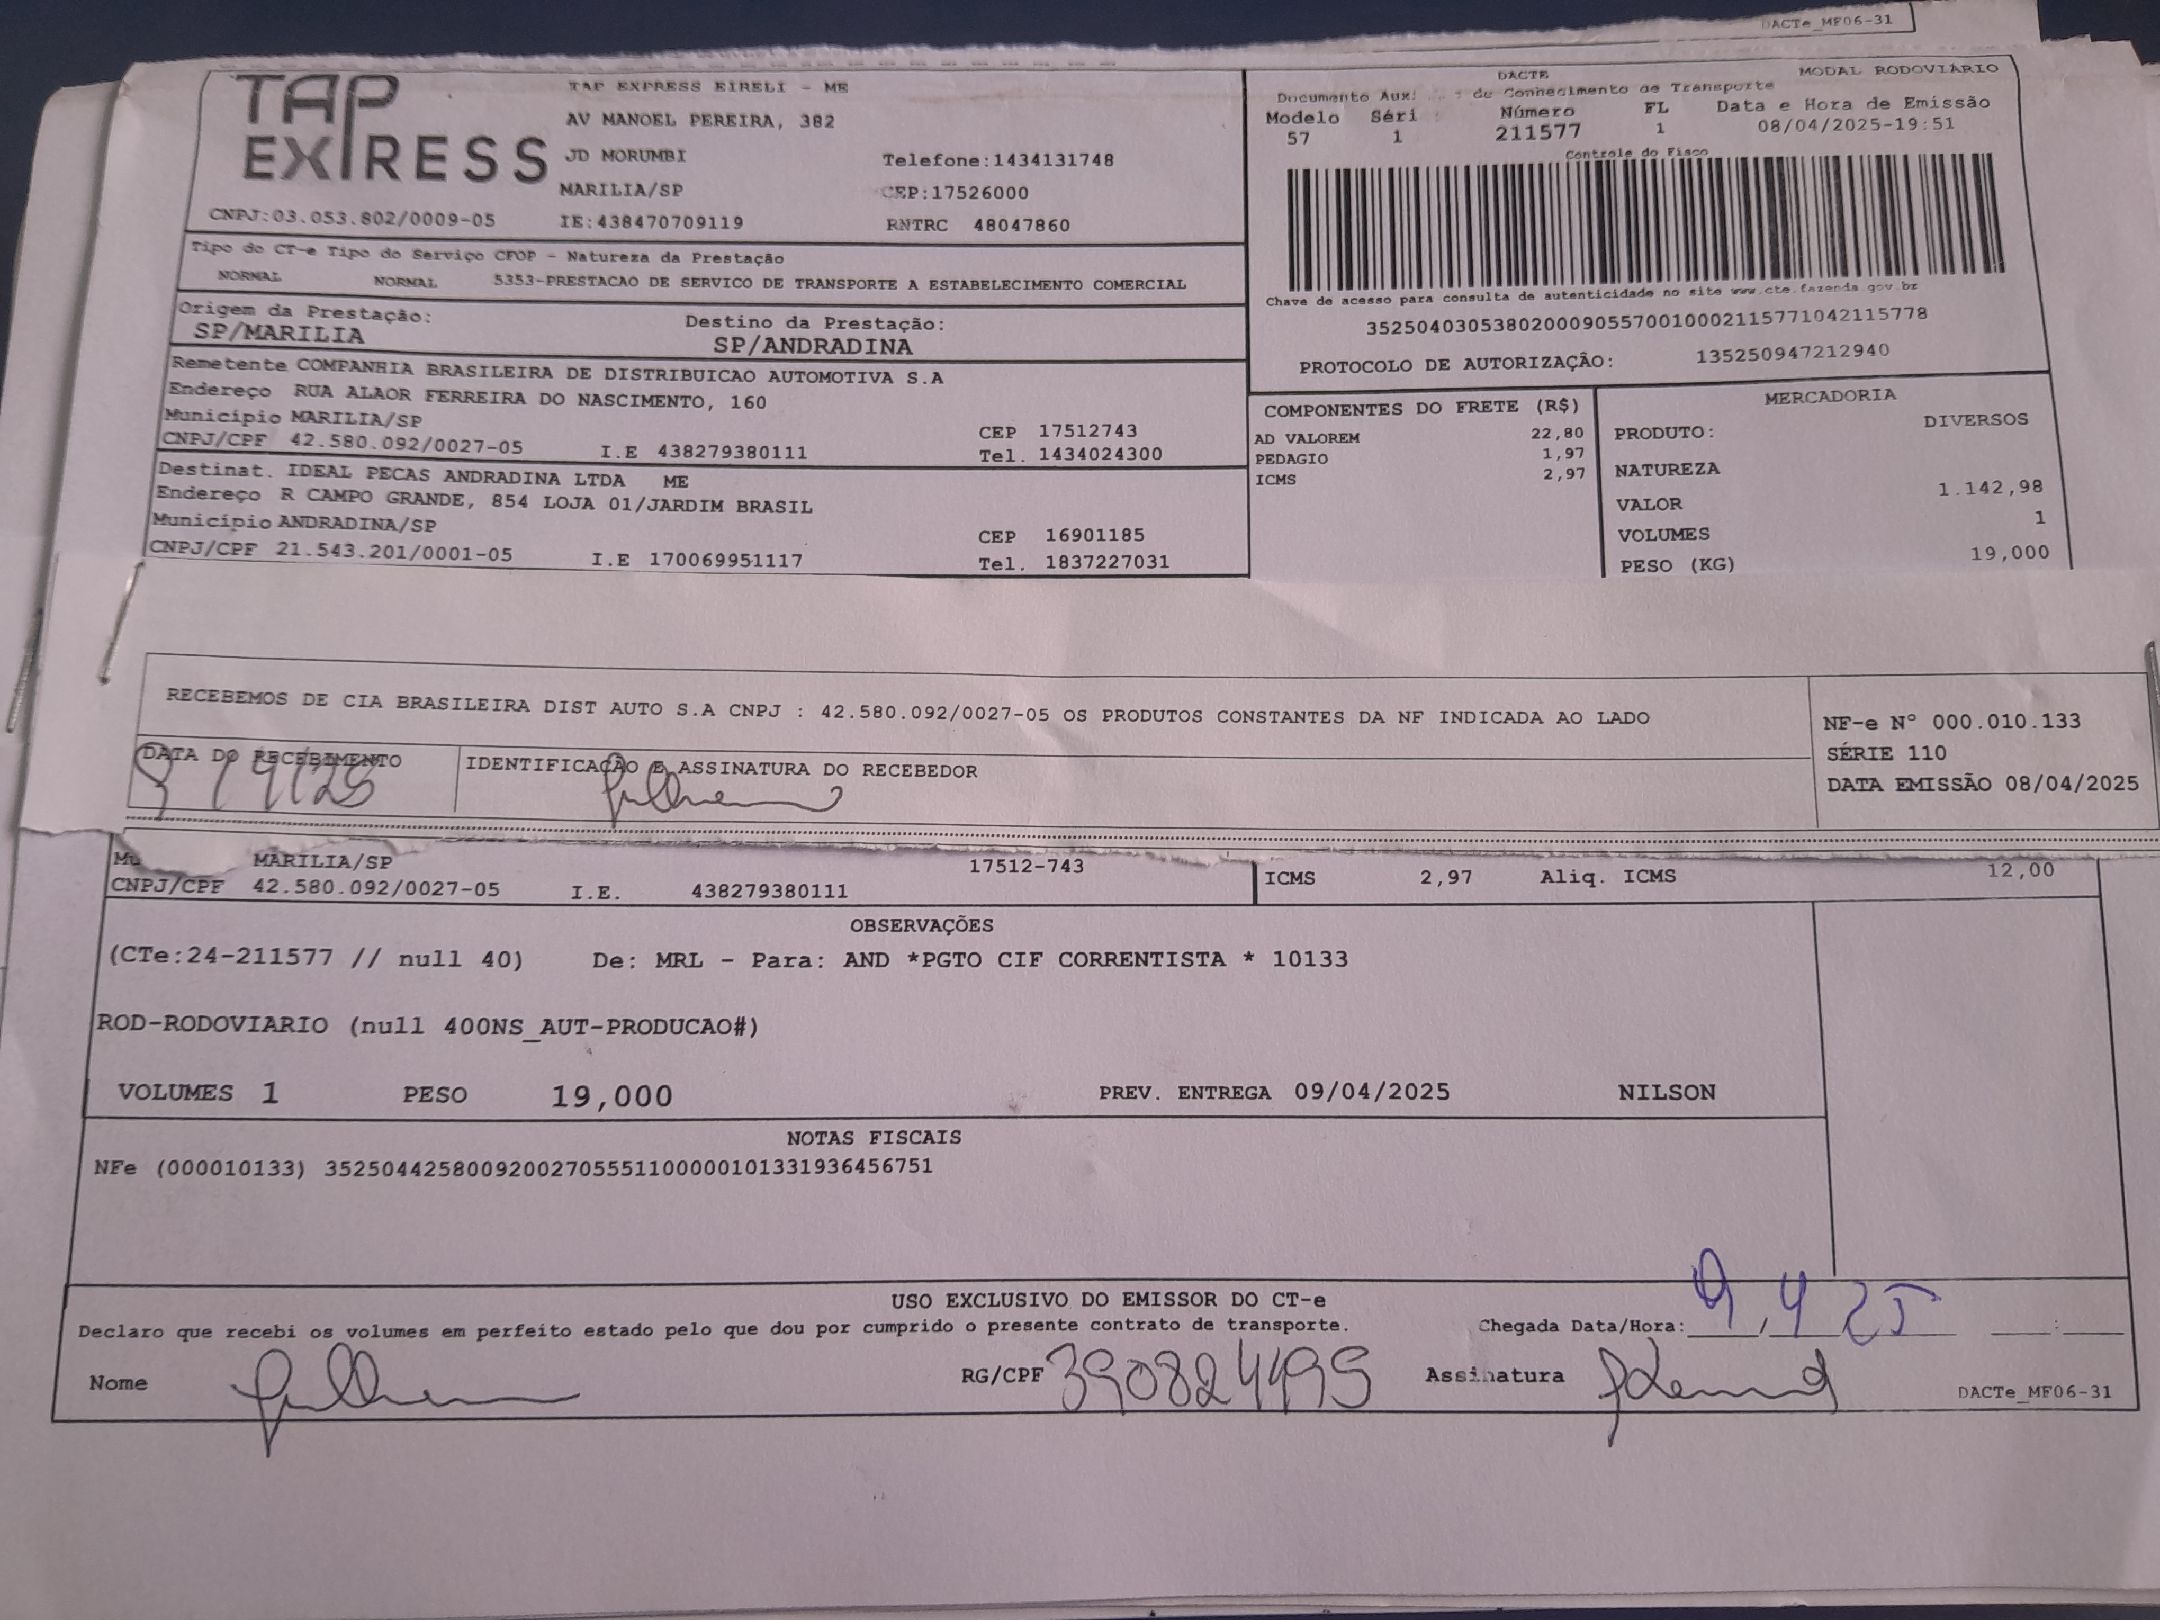 DACTe_MF06-31
TAP EXPRESS
TAP EXPRESS EIRELI - ME
AV MANOEL PEREIRA, 382
JD MORUMBI
Telefone:1434131748
MARILIA/SP
CEP:17526000
CNPJ:03.053.802/0009-05 IE:438470709119 RNTRC 48047860
DACTE MODAL RODOVIÁRIO
Documento Aux de Conhecimento de Transporte
Modelo Séri Número FL Data e Hora de Emissão
57 1 211577 1 08/04/2025-19:51
Controle do Fisco
Chave de acesso para consulta de autenticidade no site www.cte.fazenda.gov.br
35250403053802000905570010002115771042115778
PROTOCOLO DE AUTORIZAÇÃO: 135250947212940
Tipo do CT-e Tipo do Serviço CFOP - Natureza da Prestação
NORMAL NORMAL 5353-PRESTACAO DE SERVICO DE TRANSPORTE A ESTABELECIMENTO COMERCIAL
Origem da Prestação: Destino da Prestação:
SP/MARILIA SP/ANDRADINA
Remetente COMPANHIA BRASILEIRA DE DISTRIBUICAO AUTOMOTIVA S.A
Endereço RUA ALAOR FERREIRA DO NASCIMENTO, 160
Município MARILIA/SP CEP 17512743
CNPJ/CPF 42.580.092/0027-05 I.E 438279380111 Tel. 1434024300
Destinat. IDEAL PECAS ANDRADINA LTDA ME
Endereço R CAMPO GRANDE, 854 LOJA 01/JARDIM BRASIL
Município ANDRADINA/SP CEP 16901185
CNPJ/CPF 21.543.201/0001-05 I.E 170069951117 Tel. 1837227031
COMPONENTES DO FRETE (R$)
AD VALOREM 22,80
PEDAGIO 1,97
ICMS 2,97
MERCADORIA
PRODUTO: DIVERSOS
NATUREZA
VALOR 1.142,98
VOLUMES 1
PESO (KG) 19,000
RECEBEMOS DE CIA BRASILEIRA DIST AUTO S.A CNPJ : 42.580.092/0027-05 OS PRODUTOS CONSTANTES DA NF INDICADA AO LADO
NF-e N° 000.010.133
SÉRIE 110
DATA EMISSÃO 08/04/2025
DATA DO RECEBIMENTO IDENTIFICAÇÃO E ASSINATURA DO RECEBEDOR
9/4/25
MARILIA/SP 17512-743
CNPJ/CPF 42.580.092/0027-05 I.E. 438279380111
ICMS 2,97 Aliq. ICMS 12,00
OBSERVAÇÕES
(CTe:24-211577 // null 40) De: MRL - Para: AND *PGTO CIF CORRENTISTA * 10133
ROD-RODOVIARIO (null 400NS_AUT-PRODUCAO#)
VOLUMES 1 PESO 19,000 PREV. ENTREGA 09/04/2025 NILSON
NOTAS FISCAIS
NFe (000010133) 35250442580092002705551100000101331936456751
USO EXCLUSIVO DO EMISSOR DO CT-e
Declaro que recebi os volumes em perfeito estado pelo que dou por cumprido o presente contrato de transporte. Chegada Data/Hora: 9, 4 25
Nome RG/CPF 390824495 Assinatura
DACTe_MF06-31